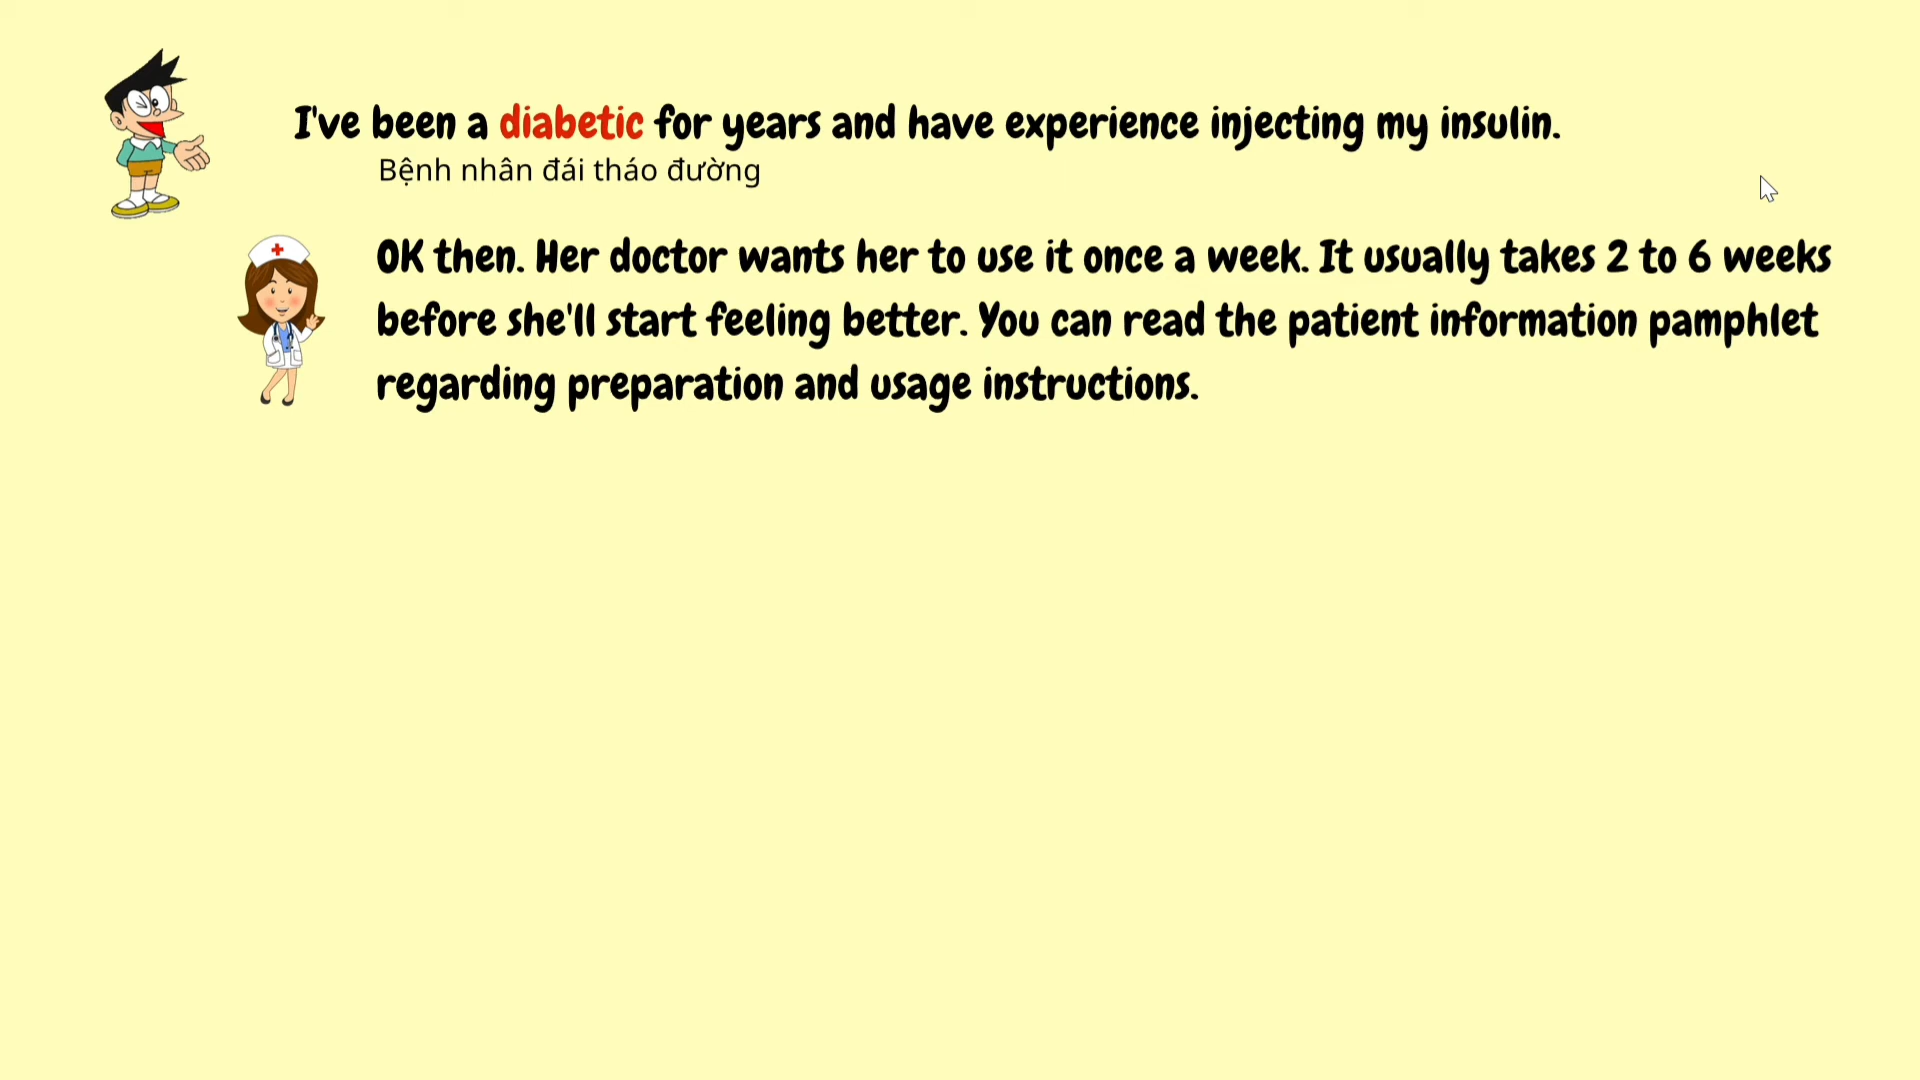 I've been a diabetic for years and have experience injecting my insulin.
Bệnh nhân đái tháo đường
OK then. Her doctor wants her to use it once a week. It usually takes 2 to 6 weeks
before she'll start feeling better. You can read the patient information pamphlet
regarding preparation and usage instructions.